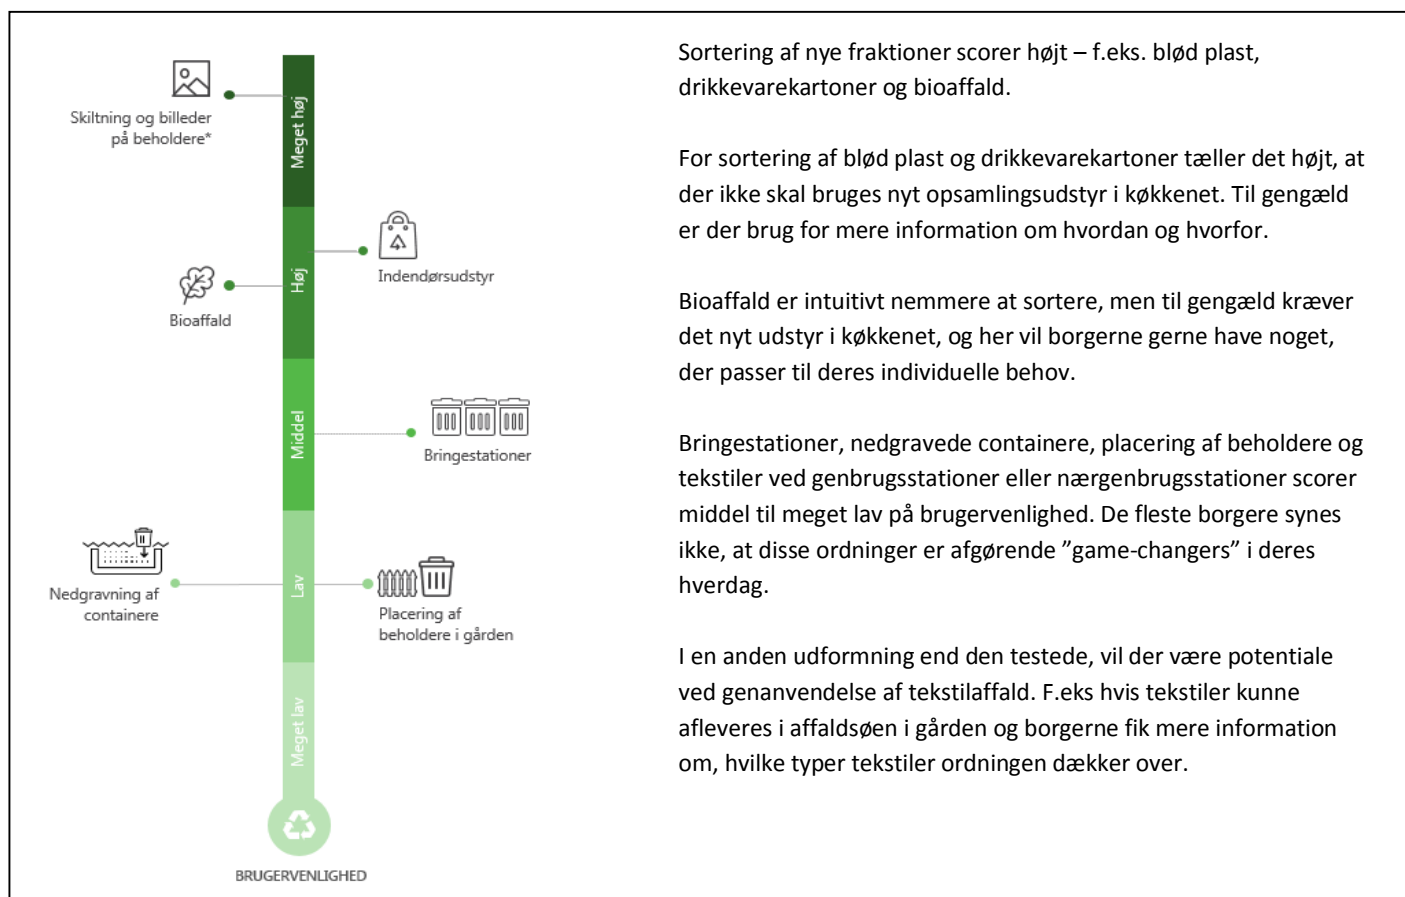 Skiltning og billeder
på beholdere*
Meget høj
Indendørsudstyr
Høj
Bioaffald
Middel
Bringestationer
Nedgravning af
containere
Lav
Placering af
beholdere i gården
Meget lav
BRUGERVENLIGHED
Sortering af nye fraktioner scorer højt – f.eks. blød plast,
drikkevarekartoner og bioaffald.
For sortering af blød plast og drikkevarekartoner tæller det højt, at
der ikke skal bruges nyt opsamlingsudstyr i køkkenet. Til gengæld
er der brug for mere information om hvordan og hvorfor.
Bioaffald er intuitivt nemmere at sortere, men til gengæld kræver
det nyt udstyr i køkkenet, og her vil borgerne gerne have noget,
der passer til deres individuelle behov.
Bringestationer, nedgravede containere, placering af beholdere og
tekstiler ved genbrugsstationer eller nærgenbrugsstationer scorer
middel til meget lav på brugervenlighed. De fleste borgere synes
ikke, at disse ordninger er afgørende ”game-changers” i deres
hverdag.
I en anden udformning end den testede, vil der være potentiale
ved genanvendelse af tekstilaffald. F.eks hvis tekstiler kunne
afleveres i affaldsøen i gården og borgerne fik mere information
om, hvilke typer tekstiler ordningen dækker over.